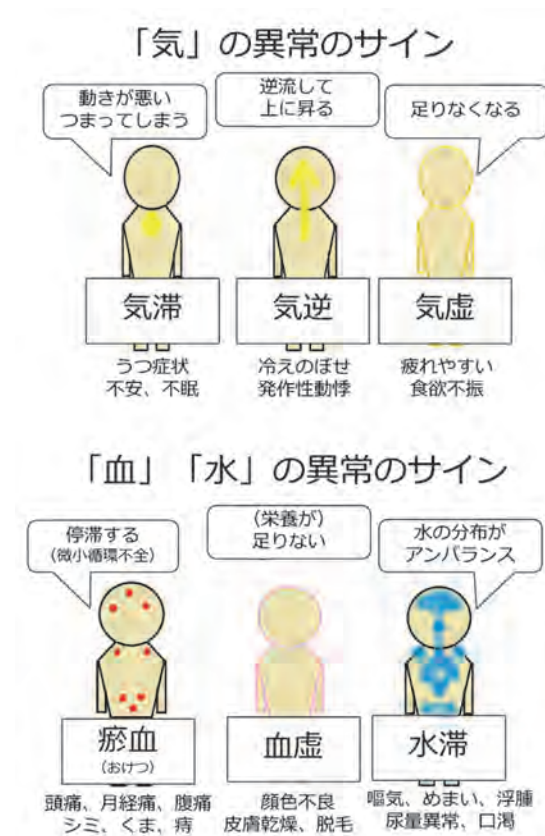 「気」の異常のサイン
動きが悪い
つまってしまう
逆流して
上に昇る
足りなくなる
気滞
気逆
気虚
うつ症状
不安、不眠
冷えのぼせ
発作性動悸
疲れやすい
食欲不振
「血」「水」の異常のサイン
停滞する
(微小循環不全)
(栄養が)
足りない
水の分布が
アンバランス
瘀血
(おけつ)
血虚
水滞
頭痛、月経痛、腹痛
シミ、くま、痔
顔色不良
皮膚乾燥、脱毛
嘔気、めまい、浮腫
尿量異常、口渇